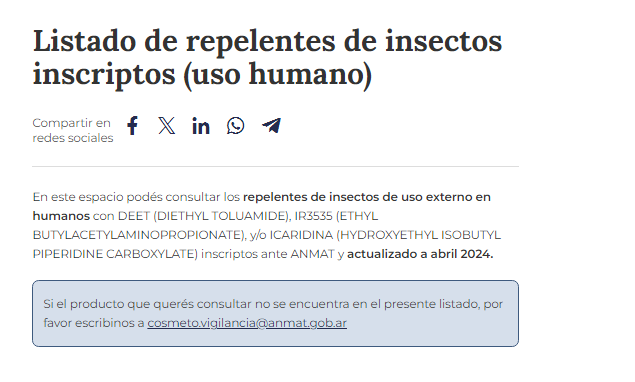 Listado de repelentes de insectos
inscriptos (uso humano)
Compartir en
redes sociales
En este espacio podés consultar los repelentes de insectos de uso externo en
humanos con DEET (DIETHYL TOLUAMIDE), IR3535 (ETHYL
BUTYLACETYLAMINOPROPIONATE), y/o ICARIDINA (HYDROXYETHYL ISOBUTYL
PIPERIDINE CARBOXYLATE) inscriptos ante ANMAT y actualizado a abril 2024.
Si el producto que querés consultar no se encuentra en el presente listado, por
favor escribinos a cosmeto.vigilancia@anmat.gob.ar